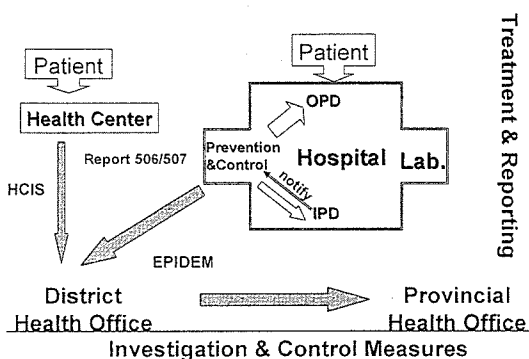 Patient
Patient
Treatment & Reporting
Health Center
OPD
Prevention
&Control
Hospital
Lab.
Report 506/507
HCIS
notify
IPD
EPIDEM
District
Health Office
Provincial
Health Office
Investigation & Control Measures